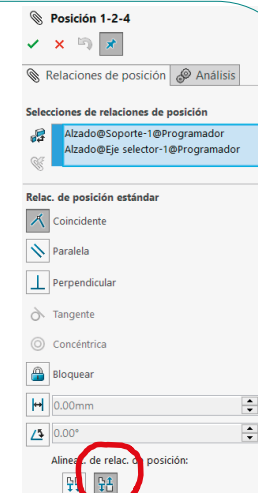 Posición 1-2-4
Relaciones de posición
Análisis
Selecciones de relaciones de posición
Alzado@Soporte-1@Programador
Alzado@Eje selector-1@Programador
Relac. de posición estándar
Coincidente
Paralela
Perpendicular
Tangente
Concéntrica
Bloquear
0.00mm
0.00°
Alineac. de relac. de posición: